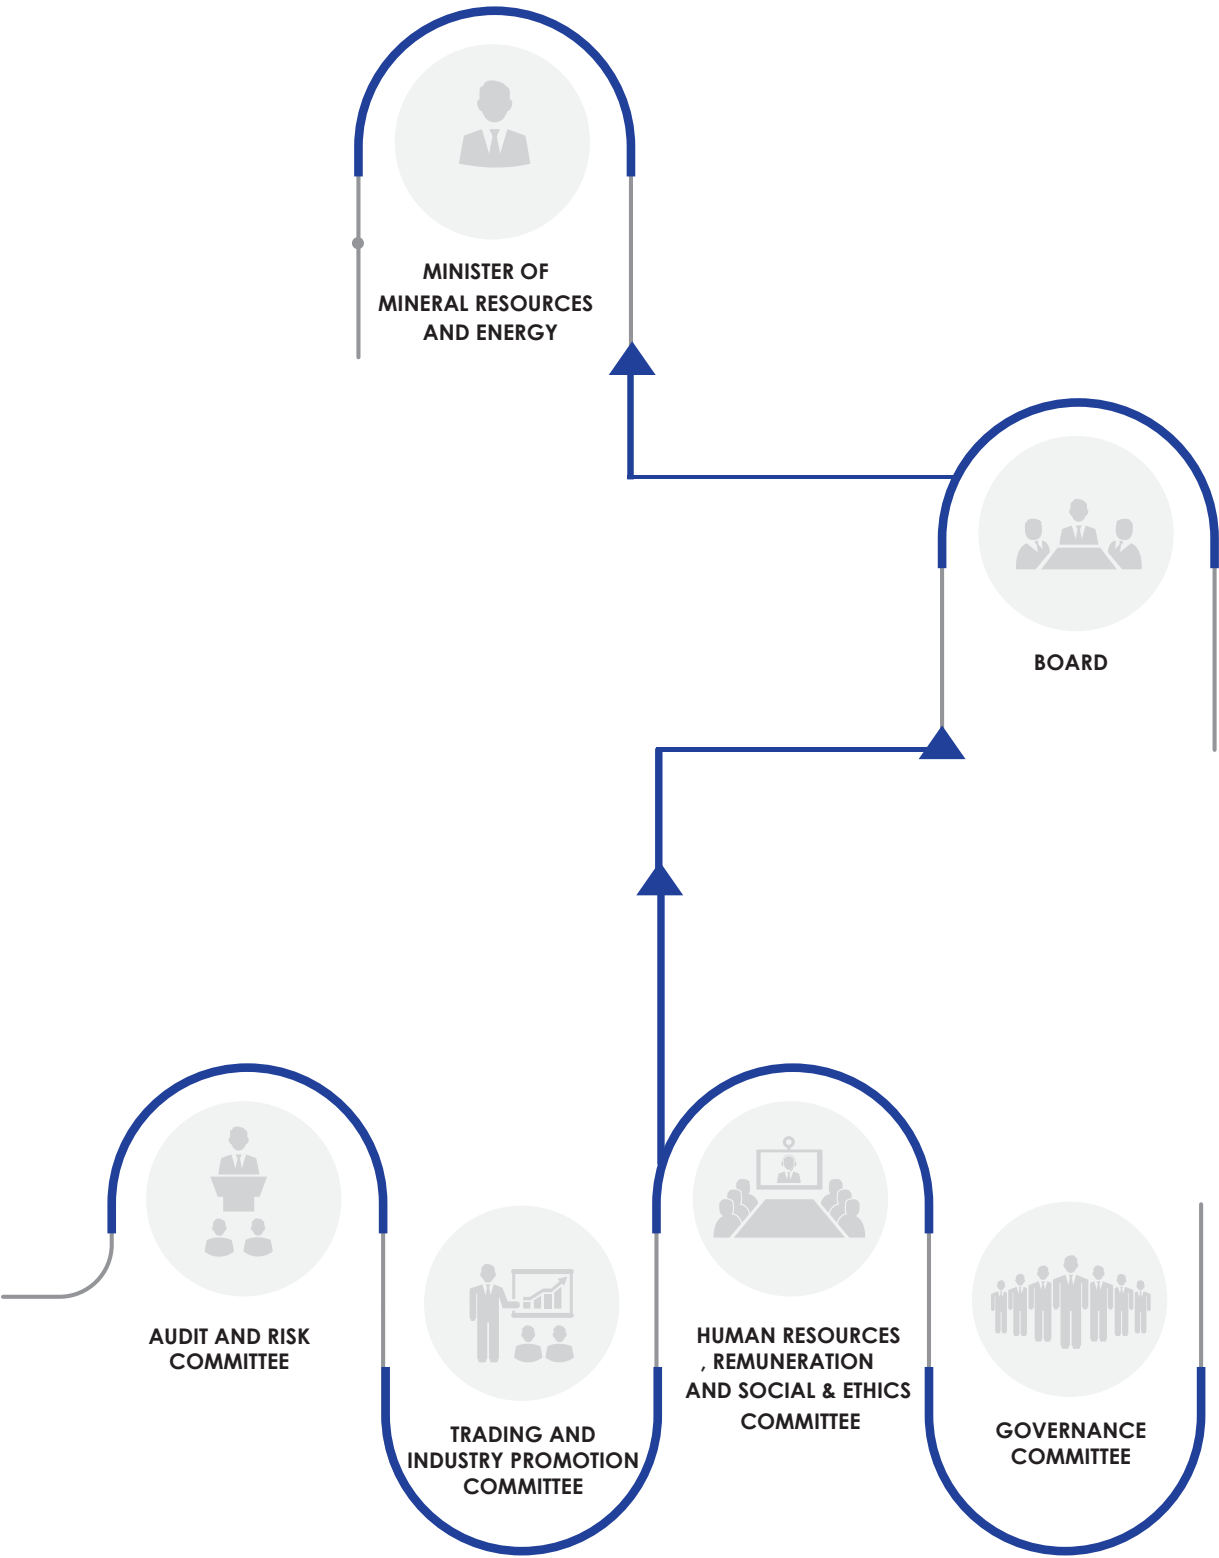 MINISTER OF
MINERAL RESOURCES
AND ENERGY
BOARD
AUDIT AND RISK
COMMITTEE
TRADING AND
INDUSTRY PROMOTION
COMMITTEE
HUMAN RESOURCES
, REMUNERATION
AND SOCIAL & ETHICS
COMMITTEE
GOVERNANCE
COMMITTEE